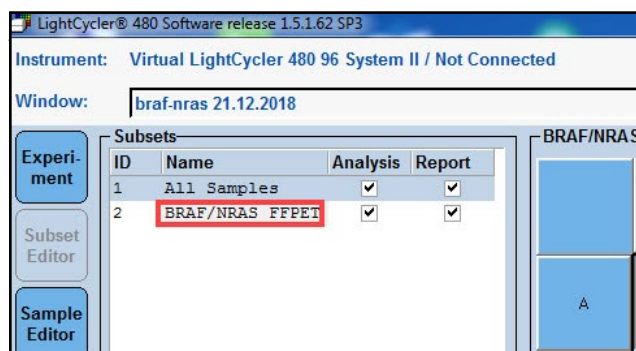 LightCycler® 480 Software release 1.5.1.62 SP3
Instrument: Virtual LightCycler 480 96 System II / Not Connected
Window: braf-nras 21.12.2018
Experi-
ment
Subset
Editor
Sample
Editor
Subsets
ID Name Analysis Report
1 All Samples
2 BRAF/NRAS FFPET
BRAF/NRAS
A